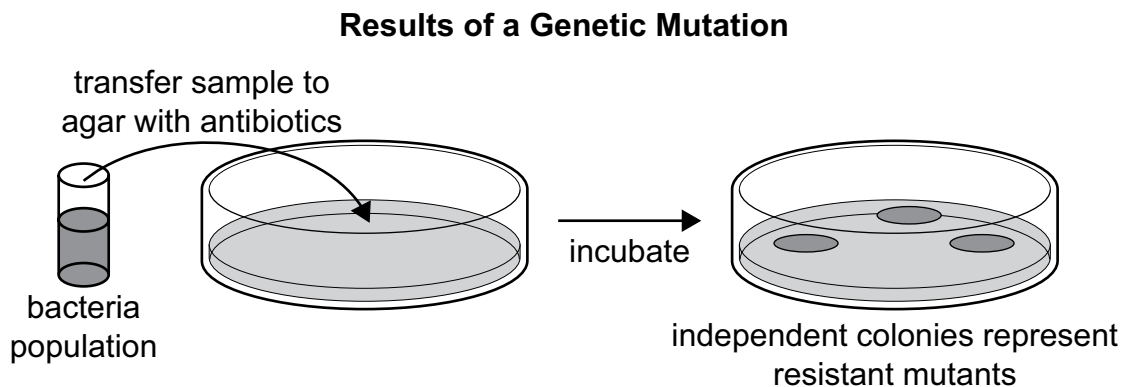 Results of a Genetic Mutation
transfer sample to
agar with antibiotics
incubate
bacteria
population
independent colonies represent
resistant mutants